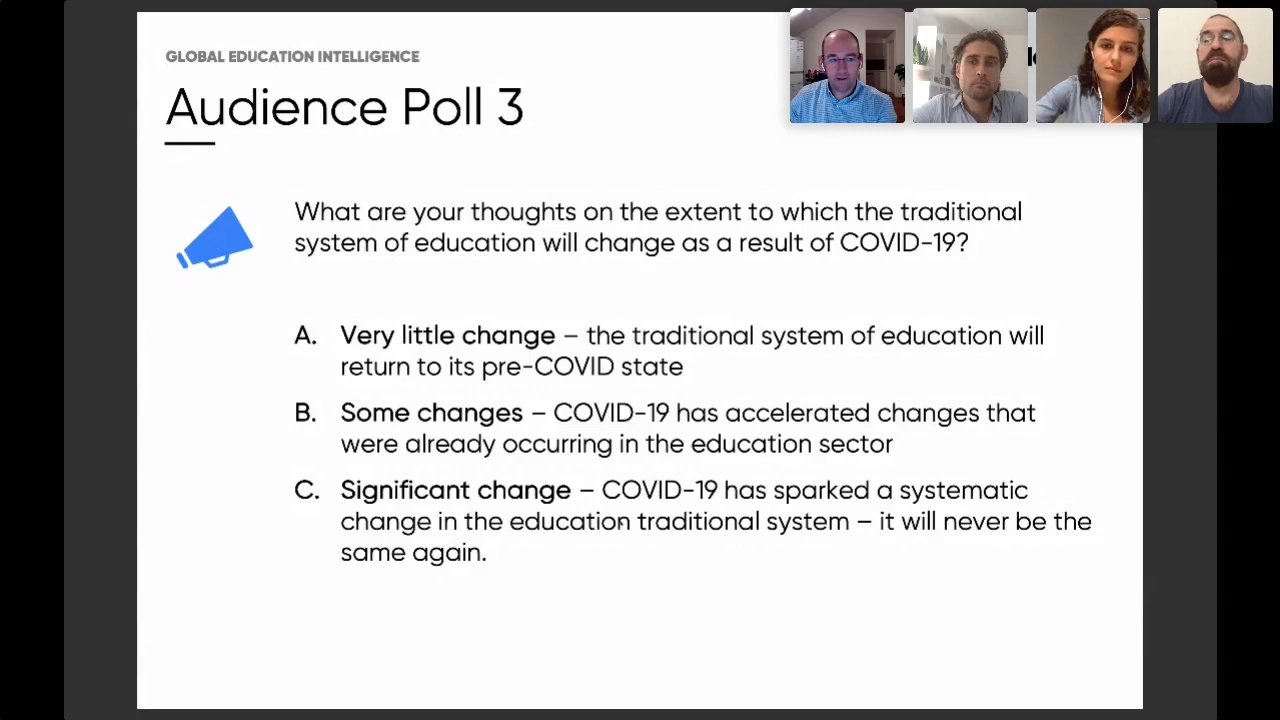 GLOBAL EDUCATION INTELLIGENCE
Audience Poll 3
What are your thoughts on the extent to which the traditional
system of education will change as a result of COVID-19?
A. Very little change – the traditional system of education will
return to its pre-COVID state
B. Some changes – COVID-19 has accelerated changes that
were already occurring in the education sector
C. Significant change – COVID-19 has sparked a systematic
change in the education traditional system – it will never be the
same again.